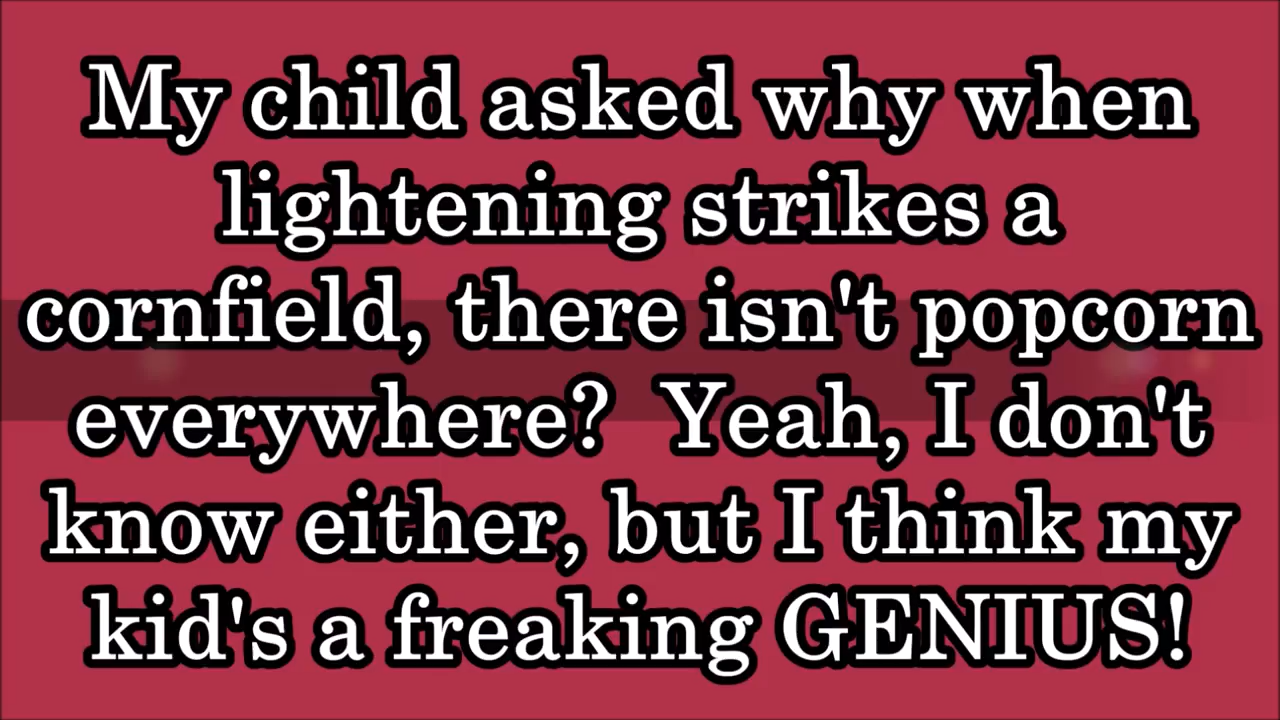 My child asked why when
lightening strikes a
cornfield, there isn't popcorn
everywhere?  Yeah, I don't
know either, but I think my
kid's a freaking GENIUS!